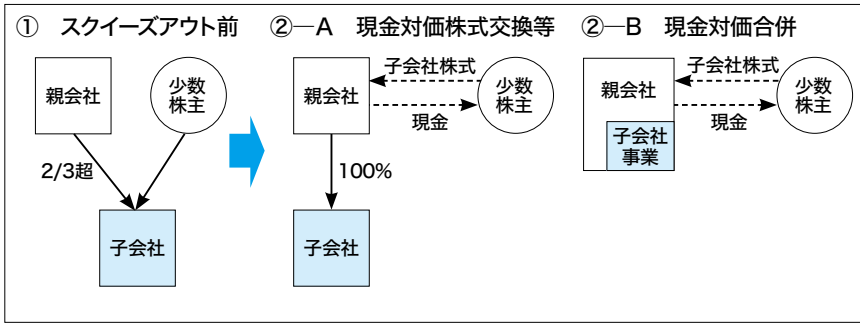 ① スクイーズアウト前
親会社
少数
株主
2/3超
子会社
②―A 現金対価株式交換等
親会社
子会社株式
現金
少数
株主
100%
子会社
②―B 現金対価合併
親会社
子会社
事業
子会社株式
現金
少数
株主